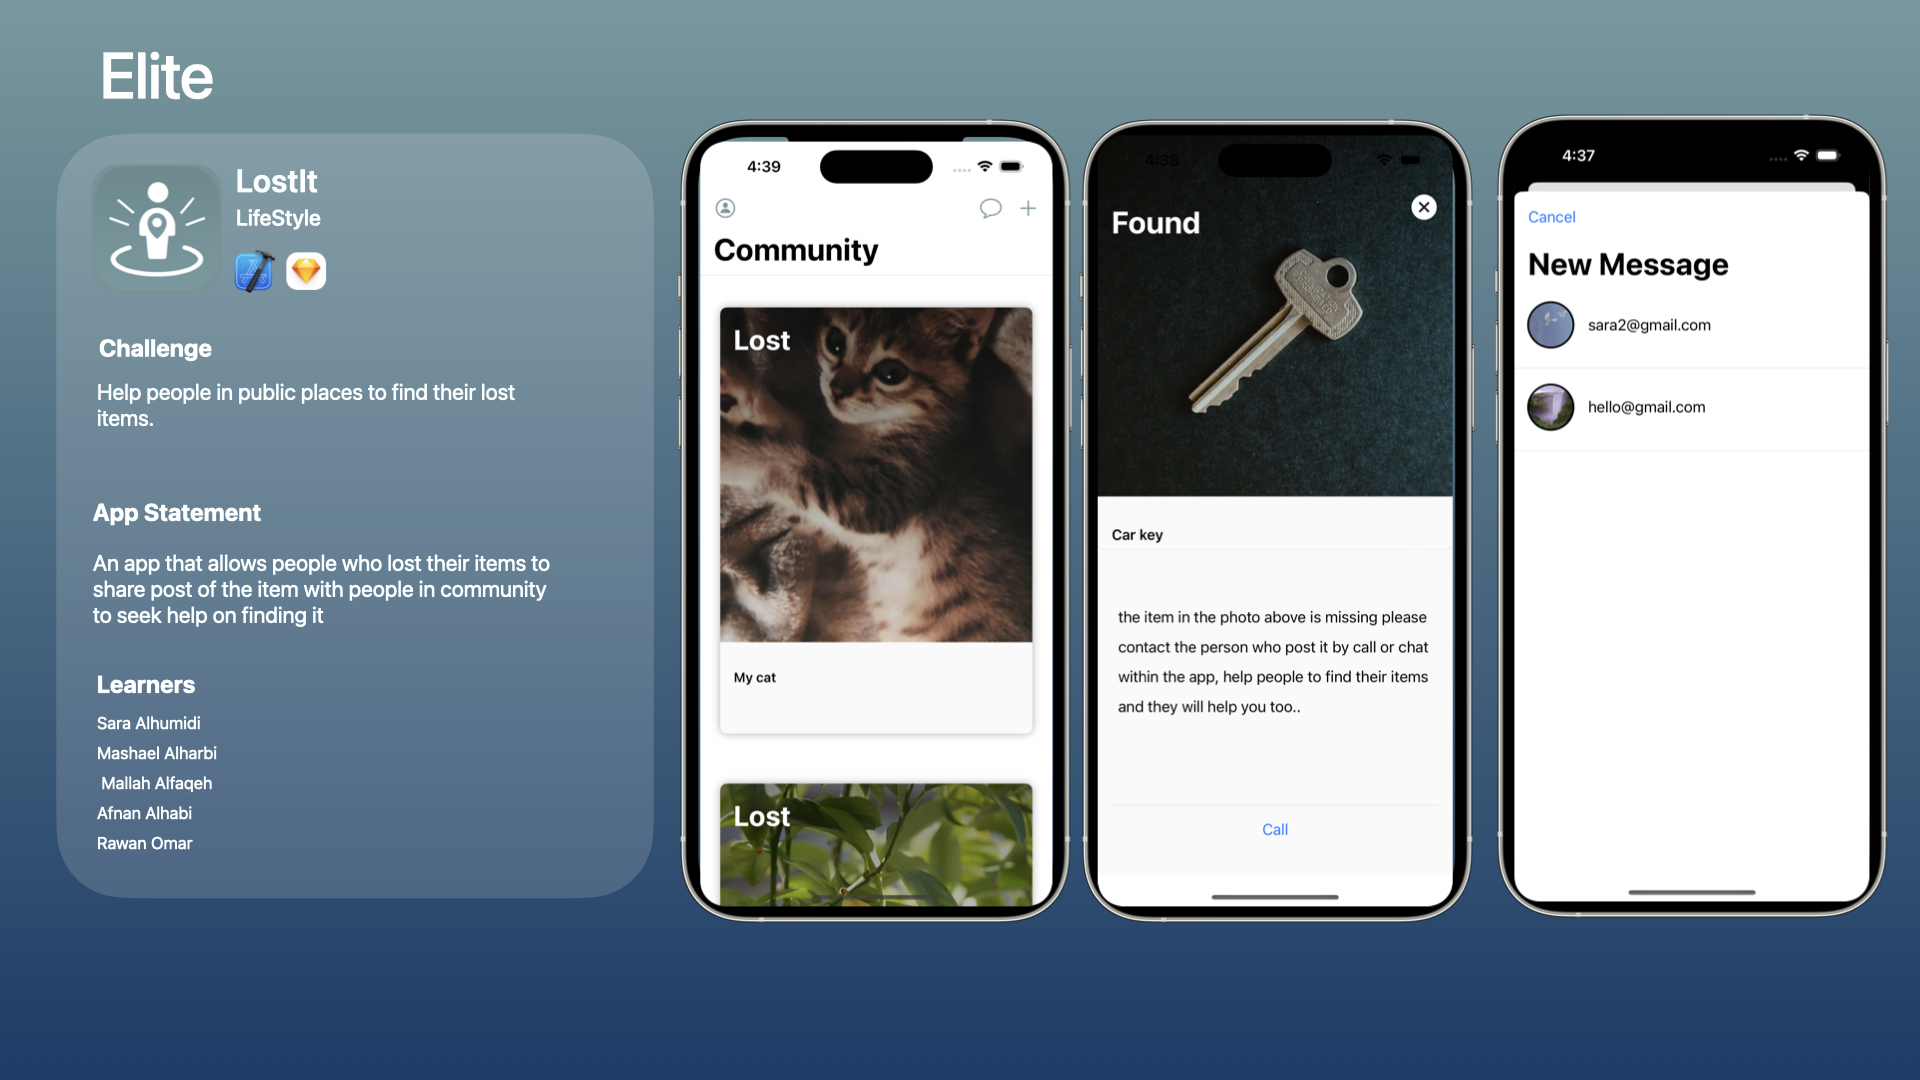 Elite
LostIt
LifeStyle
Challenge
Help people in public places to find their lost
items.
App Statement
An app that allows people who lost their items to
share post of the item with people in community
to seek help on finding it
Learners
Sara Alhumidi
Mashael Alharbi
Mallah Alfaqeh
Afnan Alhabi
Rawan Omar
4:39
Community
Lost
My cat
Lost
4:38
Found
Car key
the item in the photo above is missing please
contact the person who post it by call or chat
within the app, help people to find their items
and they will help you too..
Call
4:37
Cancel
New Message
sara2@gmail.com
hello@gmail.com